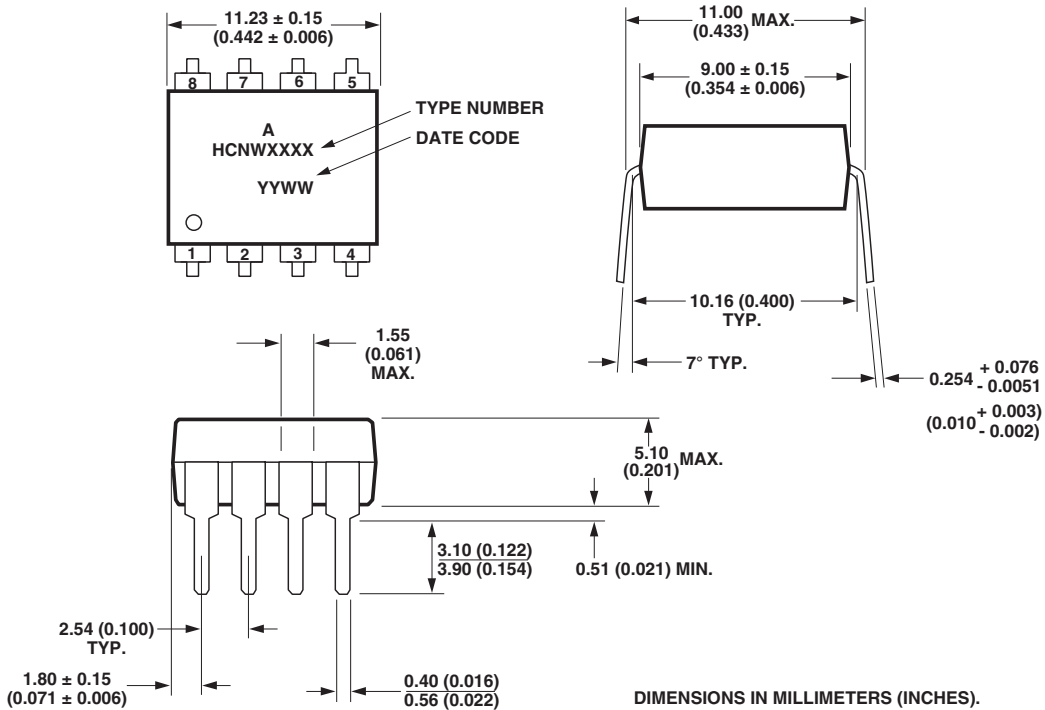 11.23 ± 0.15
(0.442 ± 0.006)
8 7 6 5
A
HCNWXXXX
YYWW
1 2 3 4
TYPE NUMBER
DATE CODE
11.00
(0.433)
MAX.
9.00 ± 0.15
(0.354 ± 0.006)
10.16 (0.400)
TYP.
7° TYP.
0.254 + 0.076
- 0.0051
(0.010 + 0.003)
- 0.002)
1.55
(0.061)
MAX.
5.10
(0.201)
MAX.
3.10 (0.122)
3.90 (0.154)
0.51 (0.021) MIN.
2.54 (0.100)
TYP.
1.80 ± 0.15
(0.071 ± 0.006)
0.40 (0.016)
0.56 (0.022)
DIMENSIONS IN MILLIMETERS (INCHES).